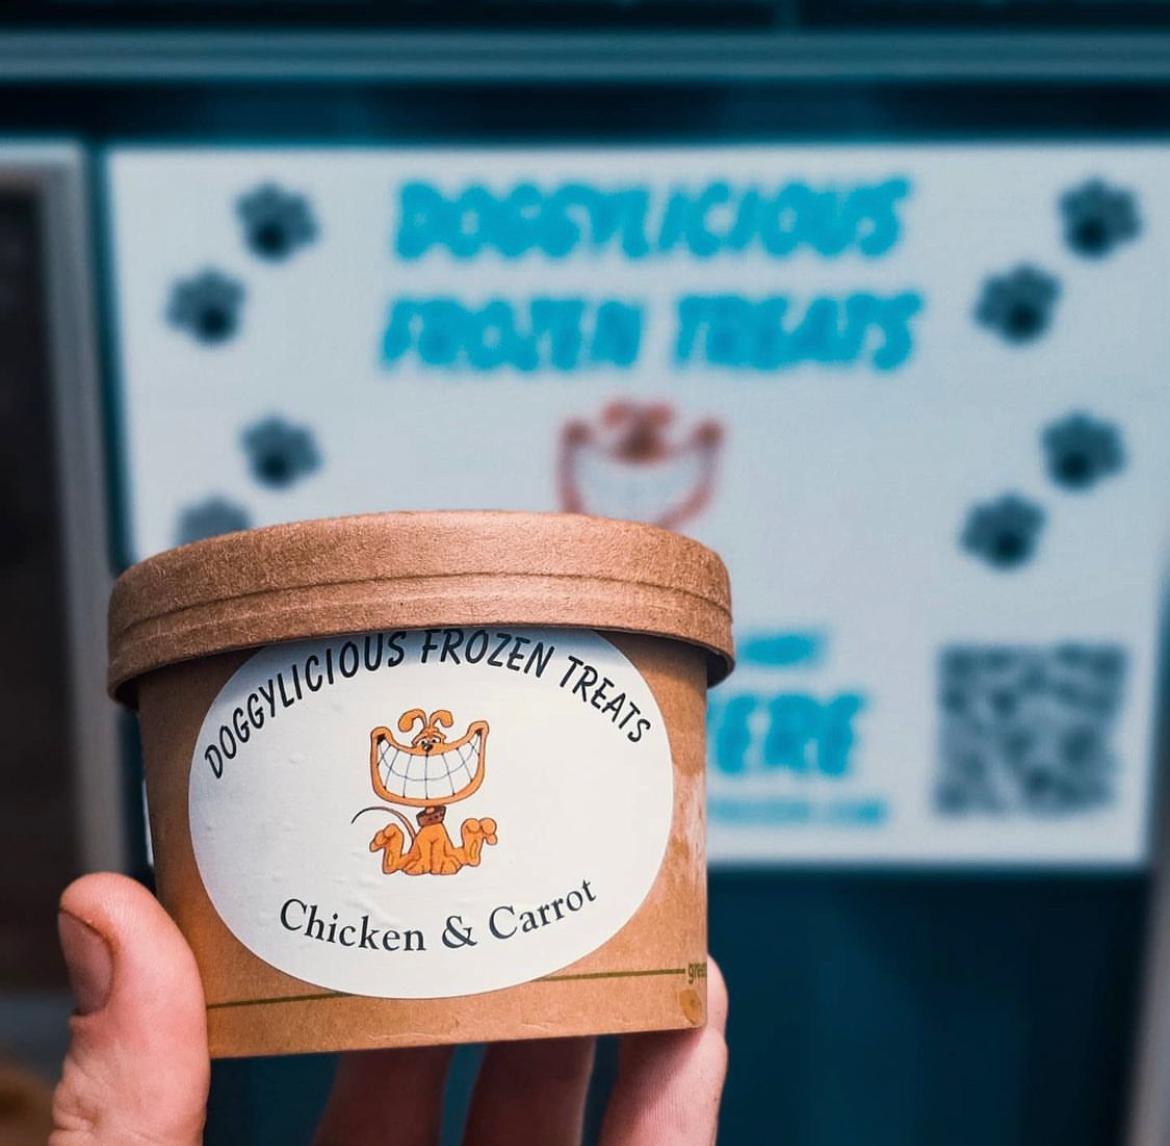 DOGGYLICIOUS
FROZEN TREATS
DOGGYLICIOUS FROZEN TREATS
Chicken & Carrot